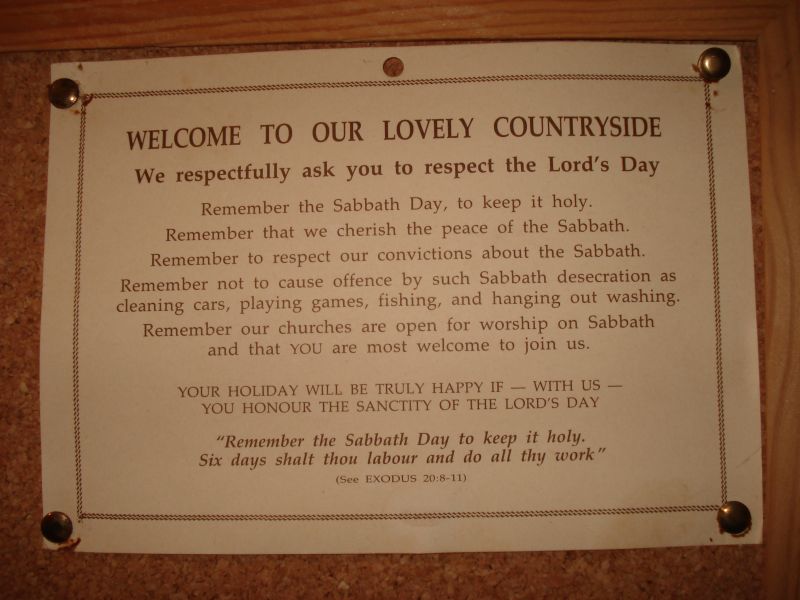 WELCOME TO OUR LOVELY COUNTRYSIDE
We respectfully ask you to respect the Lord's Day
Remember the Sabbath Day, to keep it holy.
Remember that we cherish the peace of the Sabbath.
Remember to respect our convictions about the Sabbath.
Remember not to cause offence by such Sabbath desecration as
cleaning cars, playing games, fishing, and hanging out washing.
Remember our churches are open for worship on Sabbath
and that YOU are most welcome to join us.
YOUR HOLIDAY WILL BE TRULY HAPPY IF — WITH US —
YOU HONOUR THE SANCTITY OF THE LORD'S DAY
"Remember the Sabbath Day to keep it holy.
Six days shalt thou labour and do all thy work"
(See EXODUS 20:8-11)